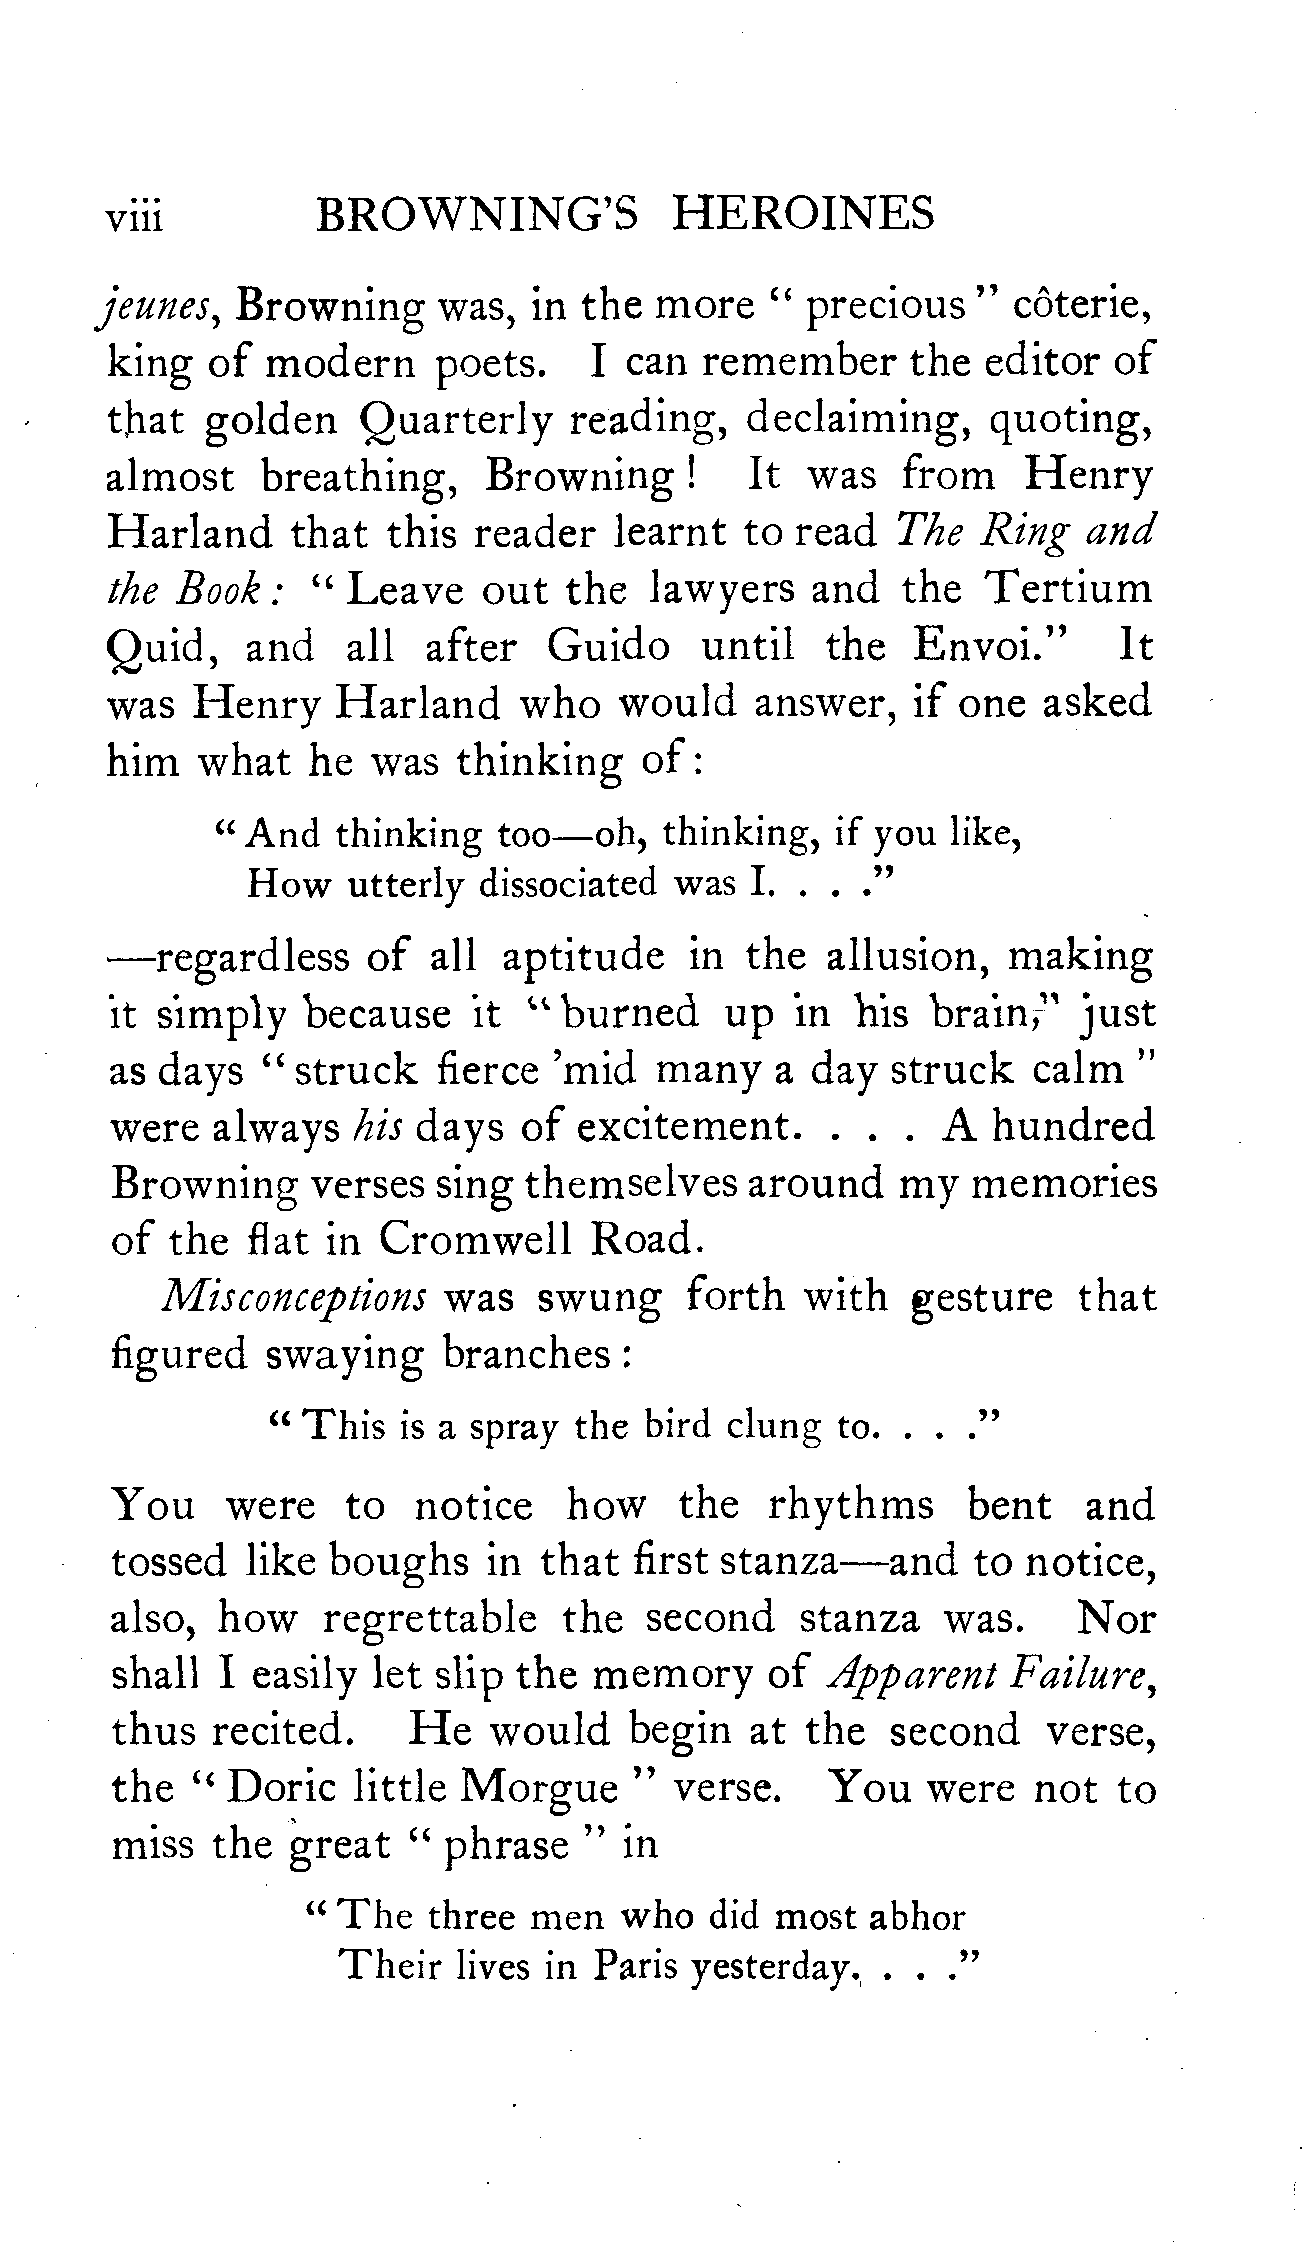 viii BROWNING'S HEROINES
jeunes, Browning was, in the more " precious " côterie,
king of modern poets. I can remember the editor of
that golden Quarterly reading, declaiming, quoting,
almost breathing, Browning ! It was from Henry
Harland that this reader learnt to read The Ring and
the Book : " Leave out the lawyers and the Tertium
Quid, and all after Guido until the Envoi." It
was Henry Harland who would answer, if one asked
him what he was thinking of :
" And thinking too—oh, thinking, if you like,
How utterly dissociated was I. . . ."
—regardless of all aptitude in the allusion, making
it simply because it " burned up in his brain," just
as days " struck fierce 'mid many a day struck calm "
were always his days of excitement. . . . A hundred
Browning verses sing themselves around my memories
of the flat in Cromwell Road.
Misconceptions was swung forth with gesture that
figured swaying branches :
" This is a spray the bird clung to. . . ."
You were to notice how the rhythms bent and
tossed like boughs in that first stanza—and to notice,
also, how regrettable the second stanza was. Nor
shall I easily let slip the memory of Apparent Failure,
thus recited. He would begin at the second verse,
the " Doric little Morgue " verse. You were not to
miss the great " phrase " in
" The three men who did most abhor
Their lives in Paris yesterday. . . ."